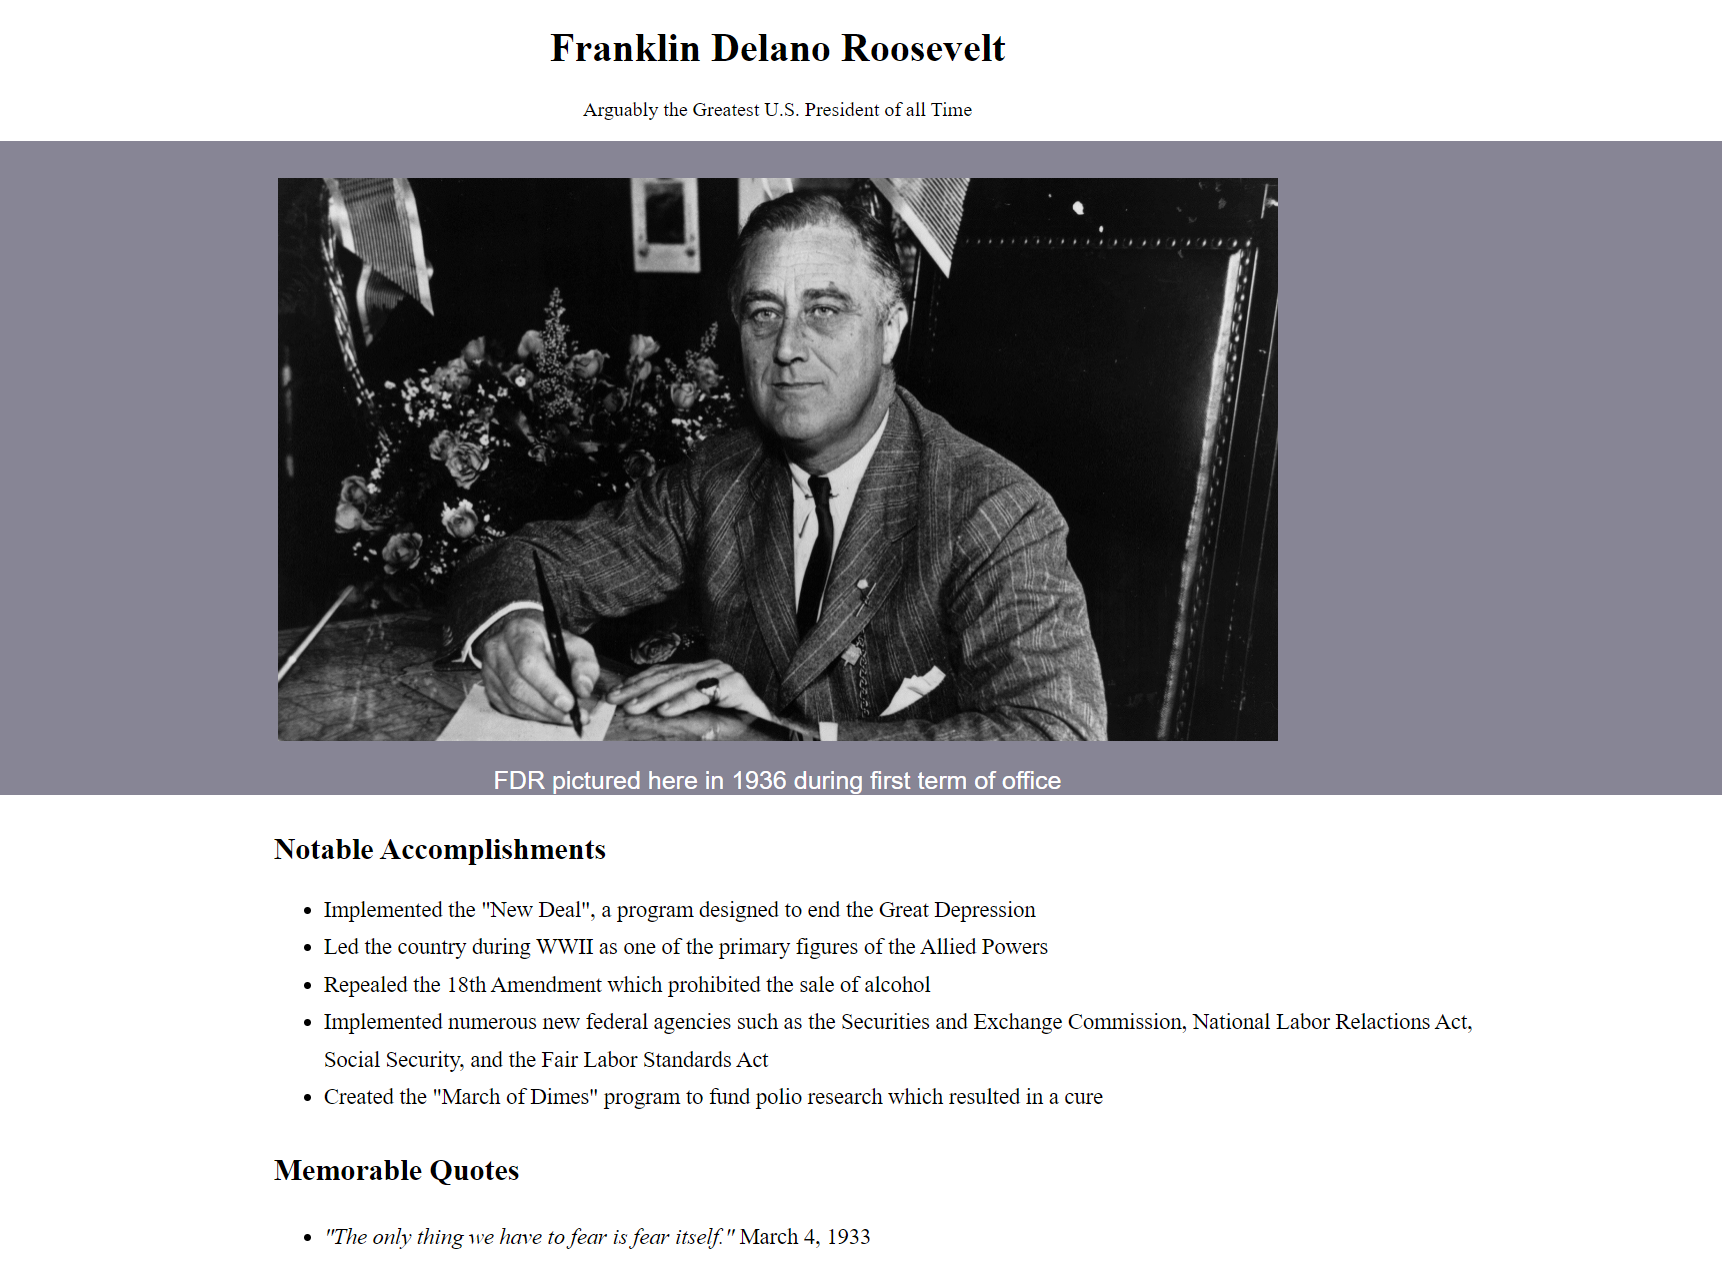 Franklin Delano Roosevelt
Arguably the Greatest U.S. President of all Time
FDR pictured here in 1936 during first term of office
Notable Accomplishments
• Implemented the "New Deal", a program designed to end the Great Depression
• Led the country during WWII as one of the primary figures of the Allied Powers
• Repealed the 18th Amendment which prohibited the sale of alcohol
• Implemented numerous new federal agencies such as the Securities and Exchange Commission, National Labor Relactions Act,
Social Security, and the Fair Labor Standards Act
• Created the "March of Dimes" program to fund polio research which resulted in a cure
Memorable Quotes
• "The only thing we have to fear is fear itself." March 4, 1933